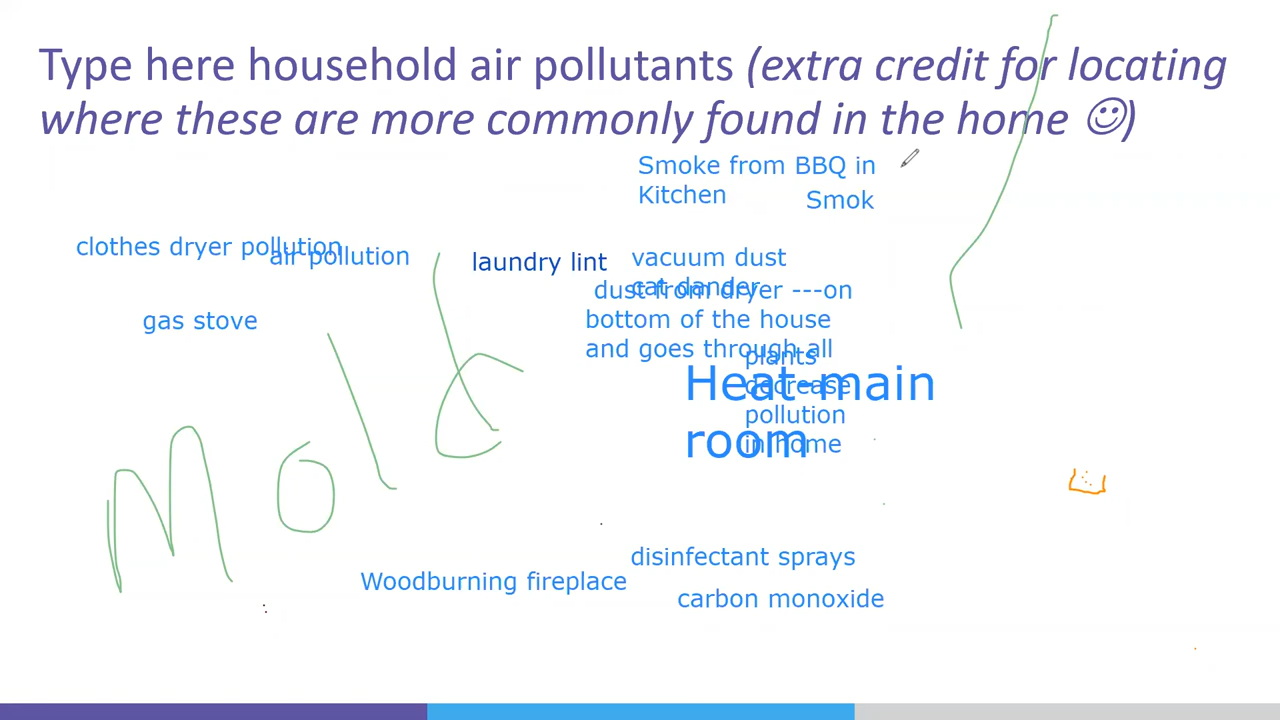 Type here household air pollutants (extra credit for locating
where these are more commonly found in the home ☺)
Smoke from BBQ in
Kitchen
Smok
clothes dryer pollution
air pollution
laundry lint
vacuum dust
cat dander
dust from dryer ---on
bottom of the house
and goes through all
gas stove
plants
decrease
pollution
in home
Heat-main
room
Mold
disinfectant sprays
Woodburning fireplace
carbon monoxide